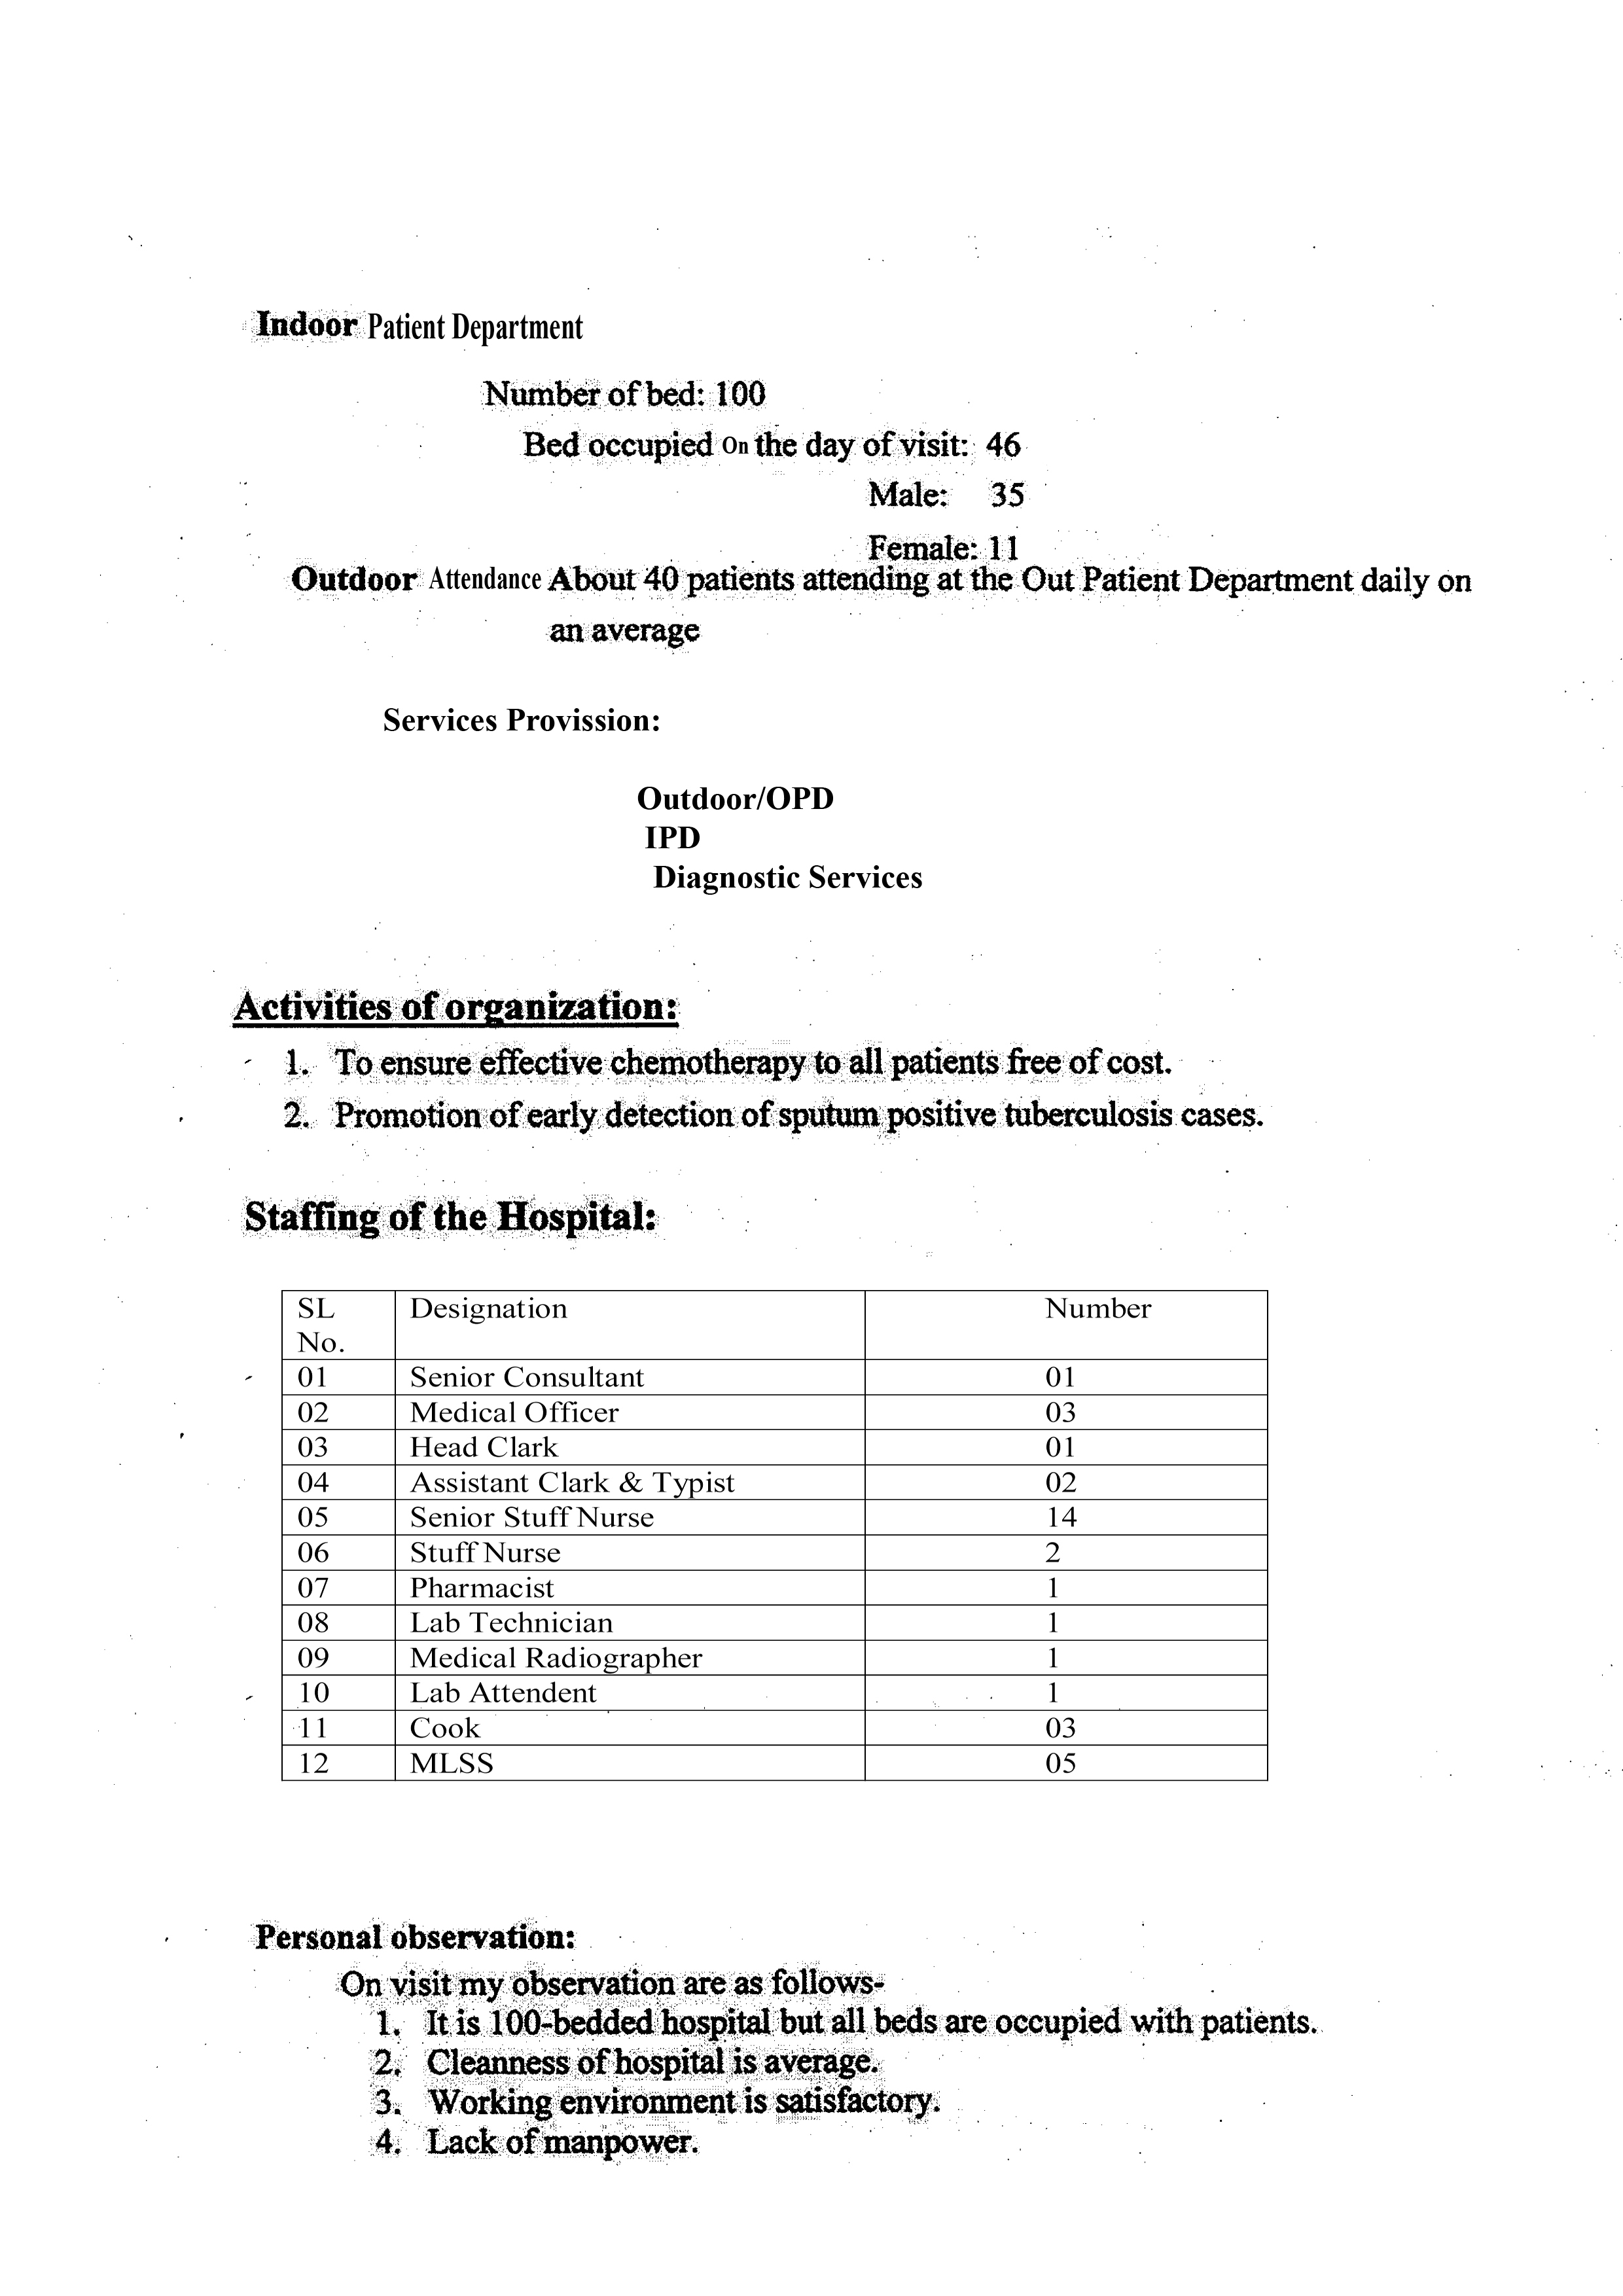 Indoor Patient Department
Number of bed: 100
Bed occupied On the day of visit: 46
Male: 35
Female: 11
Outdoor Attendance About 40 patients attending at the Out Patient Department daily on
an average
Services Provission:
Outdoor/OPD
IPD
Diagnostic Services
Activities of organization:
1. To ensure effective chemotherapy to all patients free of cost.
2. Promotion of early detection of sputum positive tuberculosis cases.
Staffing of the Hospital:
SL No. Designation Number
01 Senior Consultant 01
02 Medical Officer 03
03 Head Clark 01
04 Assistant Clark & Typist 02
05 Senior Stuff Nurse 14
06 Stuff Nurse 2
07 Pharmacist 1
08 Lab Technician 1
09 Medical Radiographer 1
10 Lab Attendent 1
11 Cook 03
12 MLSS 05
Personal observation:
On visit my observation are as follows-
1. It is 100-bedded hospital but all beds are occupied with patients.
2. Cleanness of hospital is average.
3. Working environment is satisfactory.
4. Lack of manpower.